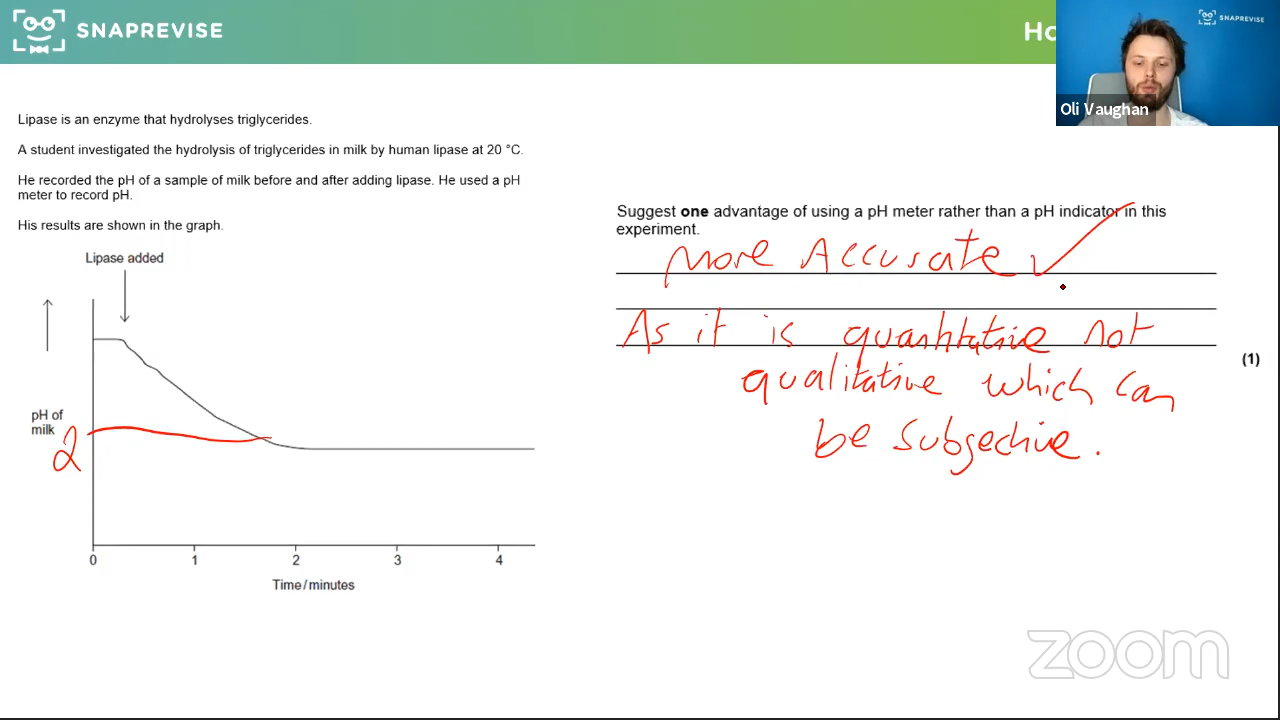 SNAPREVISE
Ho
SNAPREVISE
Oli Vaughan
Lipase is an enzyme that hydrolyses triglycerides.
A student investigated the hydrolysis of triglycerides in milk by human lipase at 20 °C.
He recorded the pH of a sample of milk before and after adding lipase. He used a pH
meter to record pH.
His results are shown in the graph.
Lipase added
pH of
milk
2
0 1 2 3 4
Time/minutes
Suggest one advantage of using a pH meter rather than a pH indicator in this
experiment.
More Accurate ✓
As it is quantitative not
qualitative which can
be subjective.
(1)
zoom